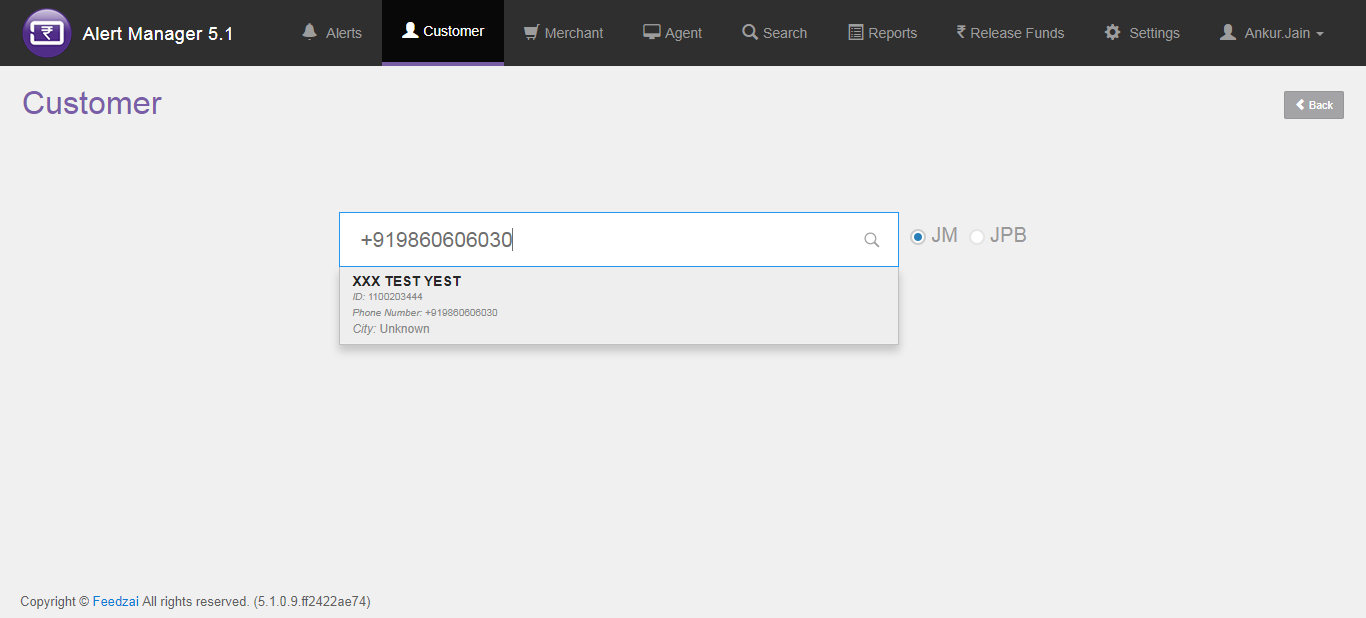 Alert Manager 5.1 Alerts Customer Merchant Agent Search Reports ₹ Release Funds Settings Ankur.Jain
Customer
Back
+919860606030 JM JPB
XXX TEST YEST
ID: 1100203444
Phone Number: +919860606030
City: Unknown
Copyright © Feedzai All rights reserved. (5.1.0.9.ff2422ae74)